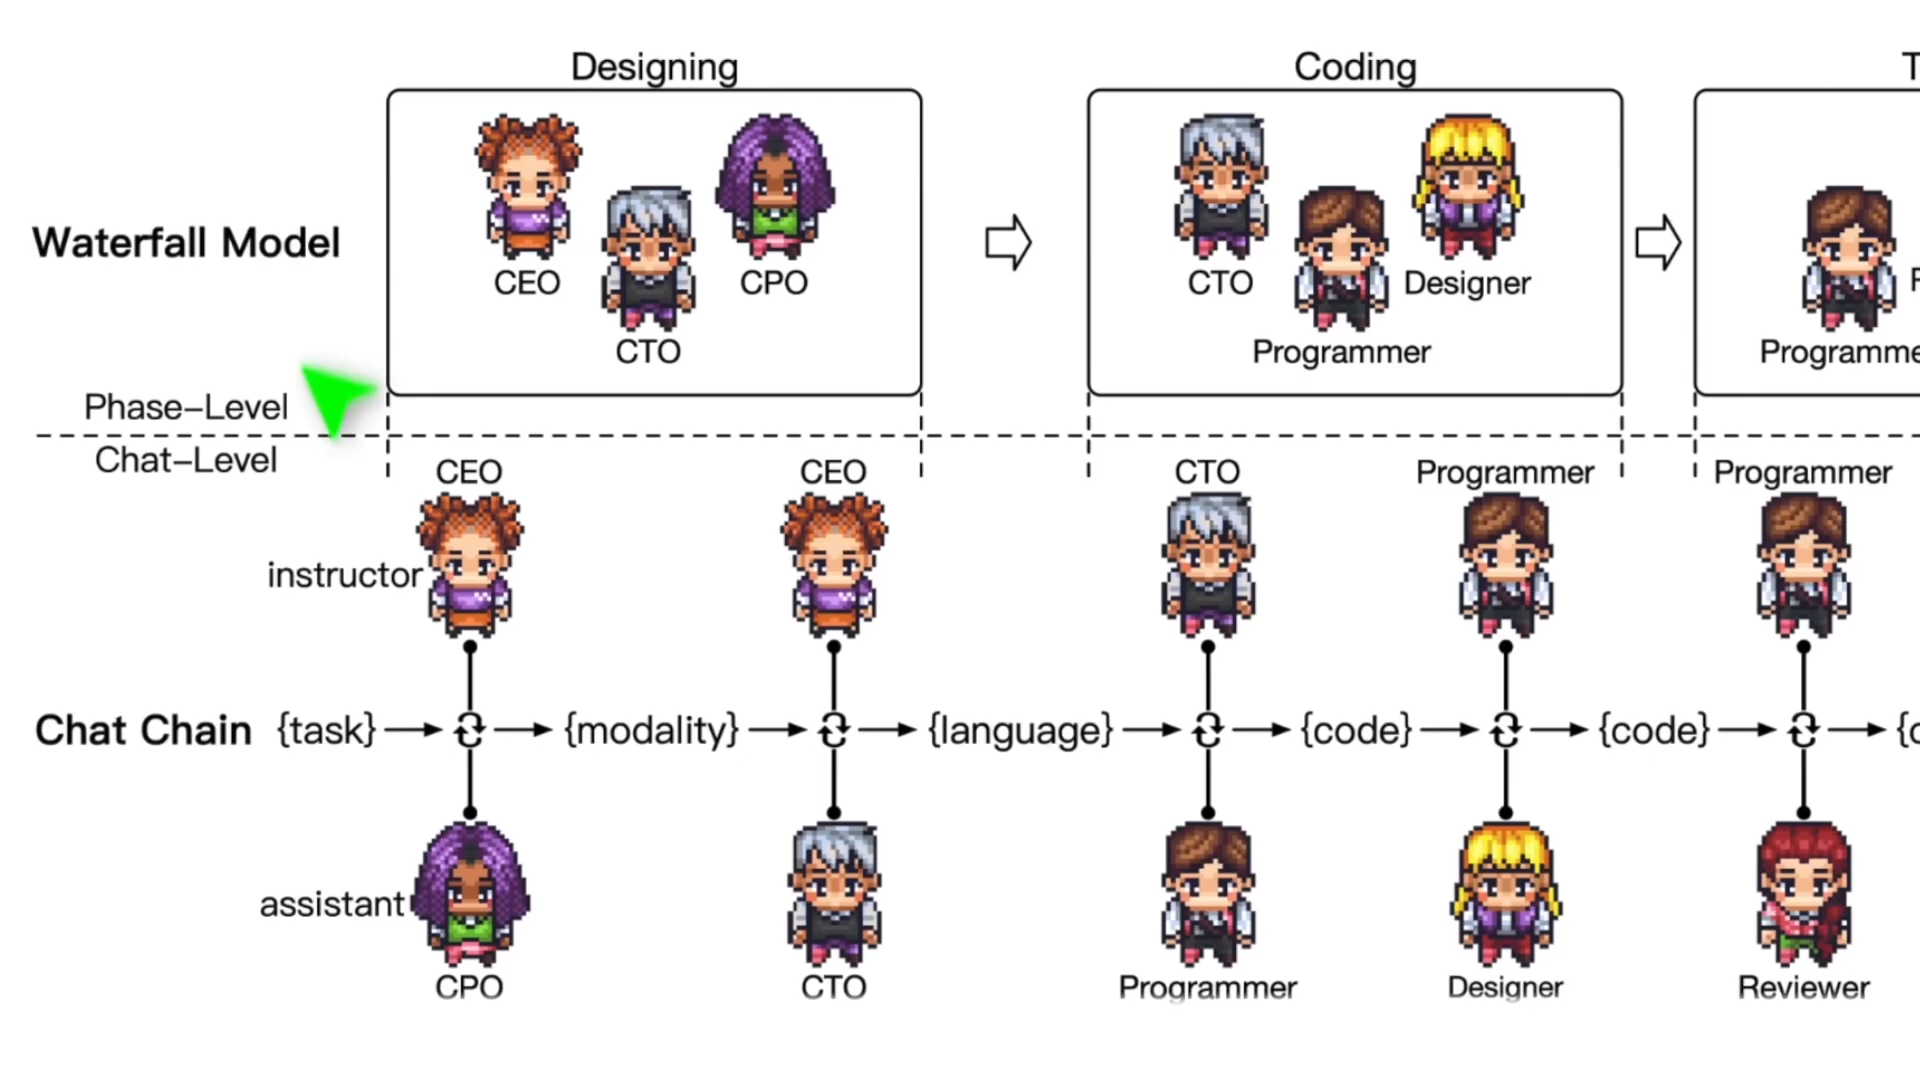 Designing
Coding
T
Waterfall Model
CEO
CTO
CPO
CTO
Programmer
Designer
Programme
Phase-Level
Chat-Level
CEO
CEO
CTO
Programmer
Programmer
instructor
Chat Chain {task} {modality} {language} {code} {code}
assistant
CPO
CTO
Programmer
Designer
Reviewer